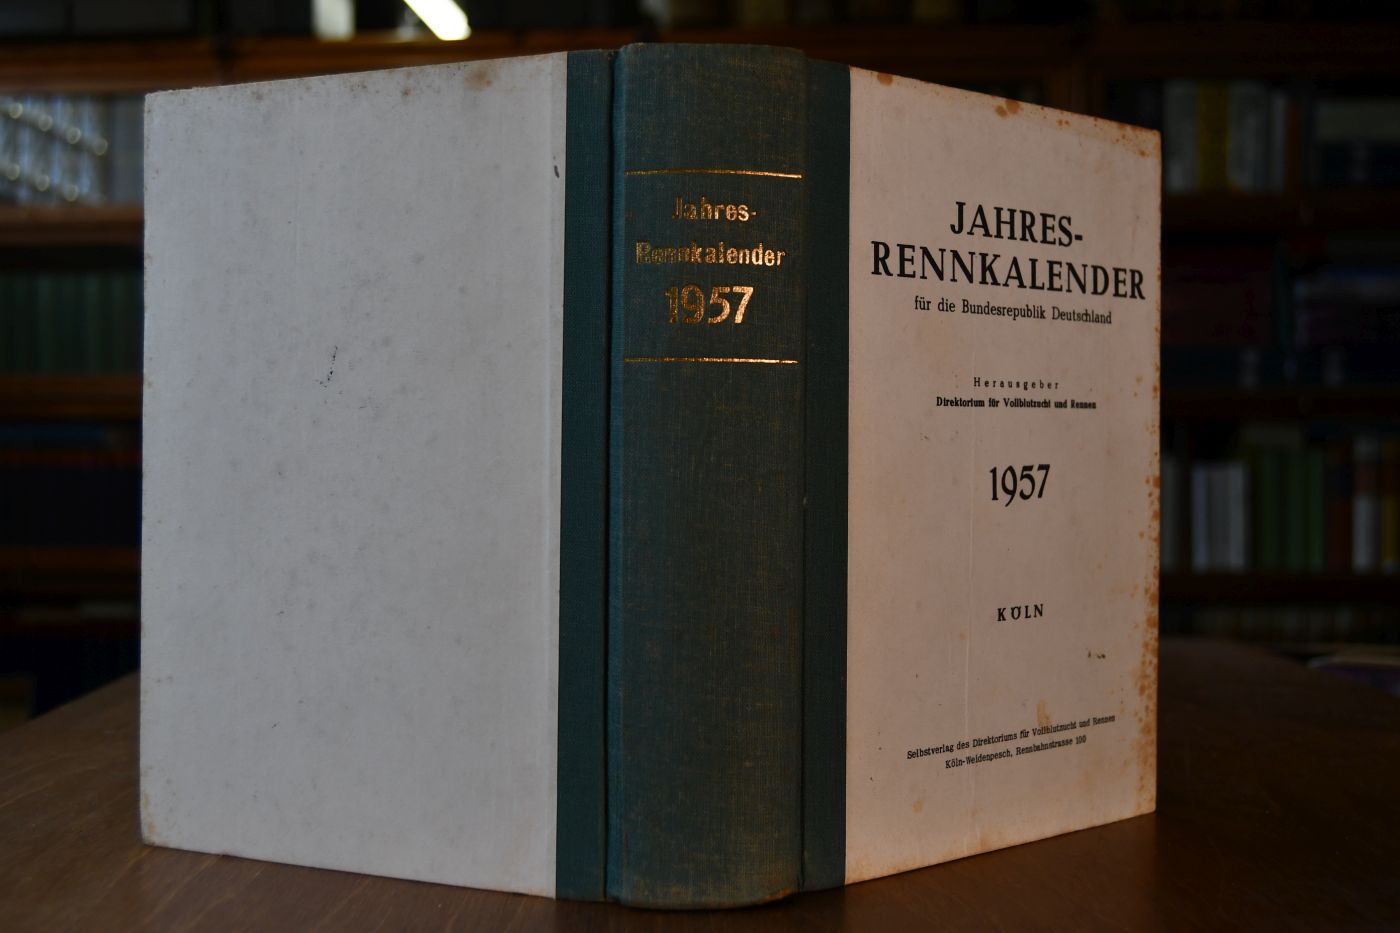 Jahres-
Rennkalender
1957
JAHRES-
RENNKALENDER
für die Bundesrepublik Deutschland
Herausgeber
Direktorium für Vollblutzucht und Rennen
1957
KÖLN
Selbstverlag des Direktoriums für Vollblutzucht und Rennen
Köln-Weidenpesch, Rennbahnstrasse 100